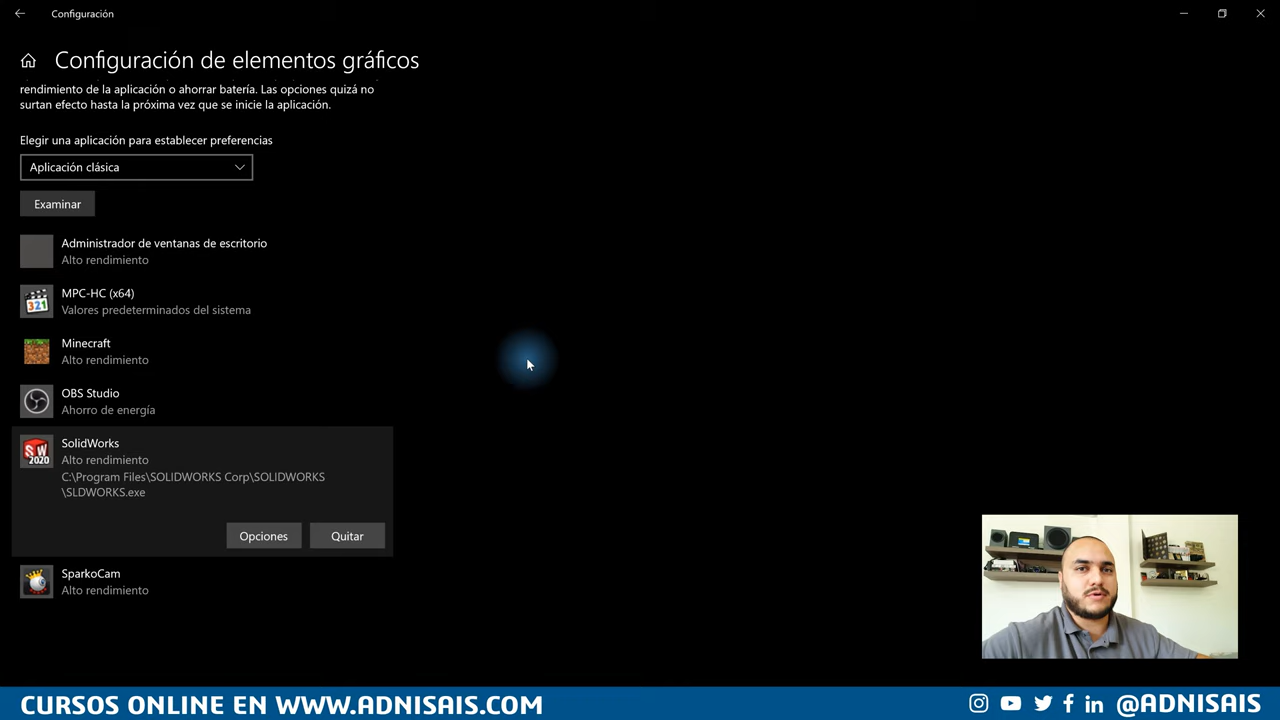 Configuración
Configuración de elementos gráficos
rendimiento de la aplicación o ahorrar batería. Las opciones quizá no
surtan efecto hasta la próxima vez que se inicie la aplicación.
Elegir una aplicación para establecer preferencias
Aplicación clásica
Examinar
Administrador de ventanas de escritorio
Alto rendimiento
321
MPC-HC (x64)
Valores predeterminados del sistema
Minecraft
Alto rendimiento
OBS Studio
Ahorro de energía
SW
2020
SolidWorks
Alto rendimiento
C:\Program Files\SOLIDWORKS Corp\SOLIDWORKS
\SLDWORKS.exe
Opciones
Quitar
SparkoCam
Alto rendimiento
CURSOS ONLINE EN WWW.ADNISAIS.COM
@ADNISAIS